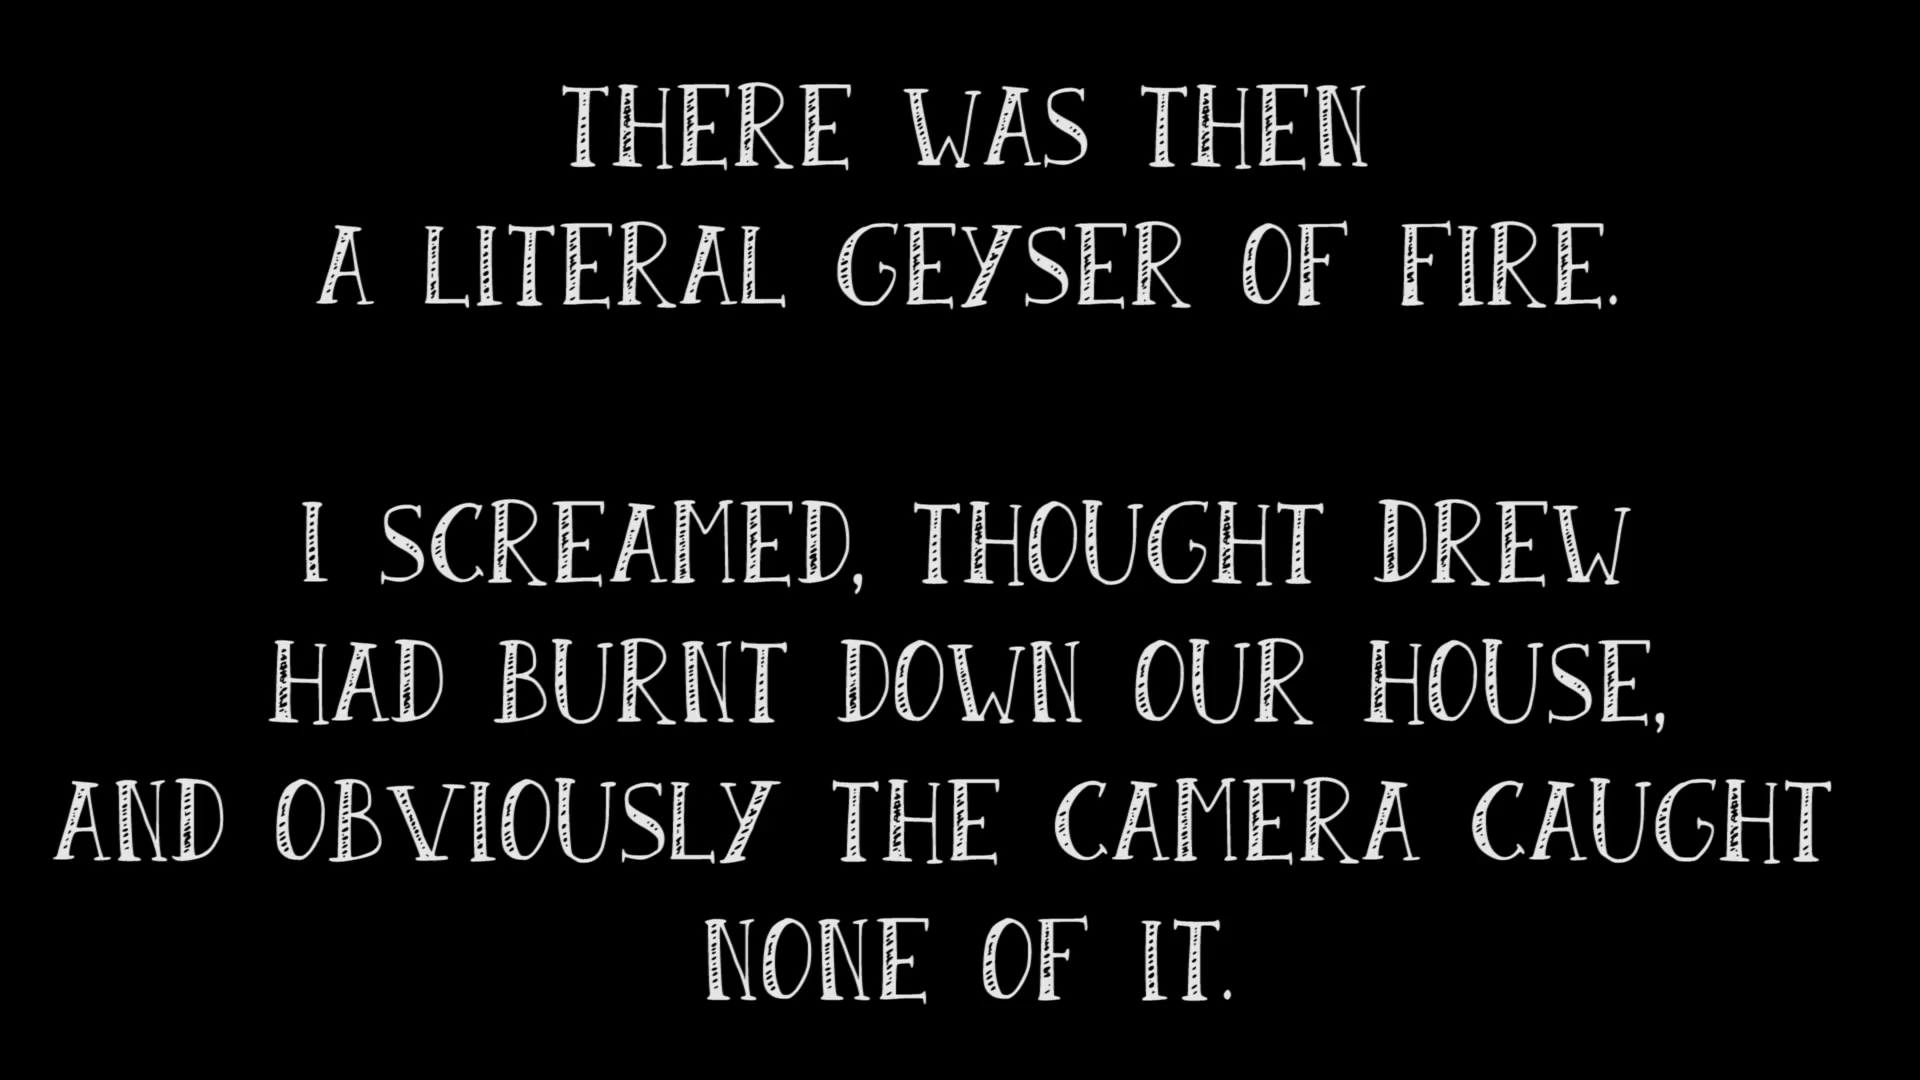 THERE WAS THEN
A LITERAL GEYSER OF FIRE.
I SCREAMED, THOUGHT DREW
HAD BURNT DOWN OUR HOUSE,
AND OBVIOUSLY THE CAMERA CAUGHT
NONE OF IT.